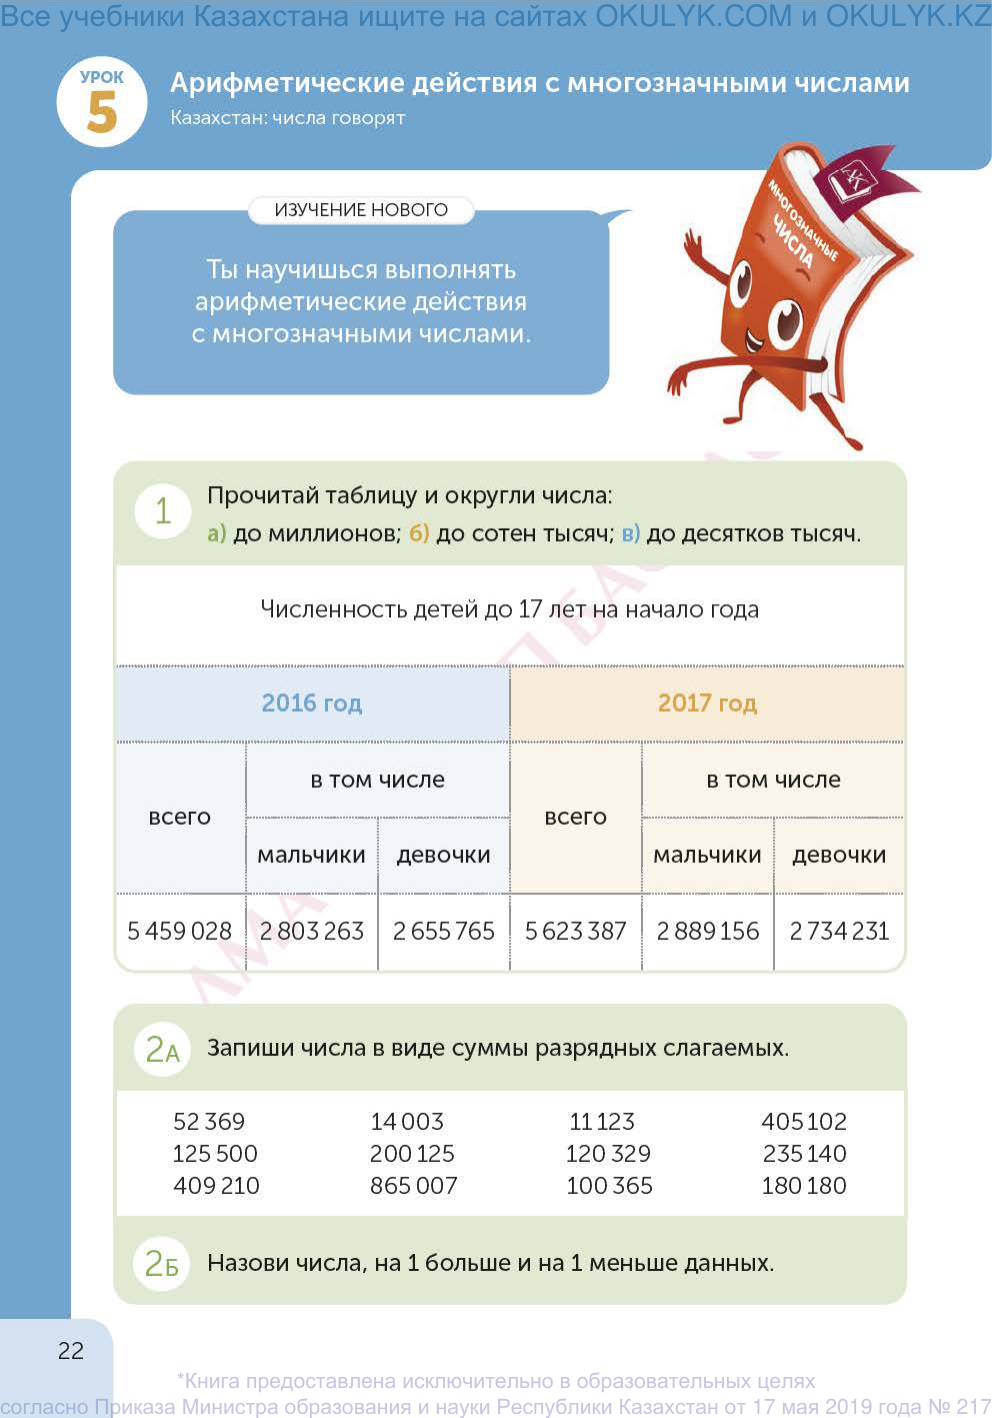 Все учебники Казахстана ищите на сайтах OKULYK.COM и OKULYK.KZ
УРОК
5
Арифметические действия с многозначными числами
Казахстан: числа говорят
ИЗУЧЕНИЕ НОВОГО
Ты научишься выполнять
арифметические действия
с многозначными числами.
МНОГОЗНАЧНЫЕ
ЧИСЛА
АК
1
Прочитай таблицу и округли числа:
а) до миллионов; б) до сотен тысяч; в) до десятков тысяч.
Численность детей до 17 лет на начало года
2016 год 2017 год
всего в том числе всего в том числе
мальчики девочки мальчики девочки
5 459 028 2 803 263 2 655 765 5 623 387 2 889 156 2 734 231
2А Запиши числа в виде суммы разрядных слагаемых.
52 369 14 003 11 123 405 102
125 500 200 125 120 329 235 140
409 210 865 007 100 365 180 180
2Б Назови числа, на 1 больше и на 1 меньше данных.
22
*Книга предоставлена исключительно в образовательных целях
согласно Приказа Министра образования и науки Республики Казахстан от 17 мая 2019 года № 217